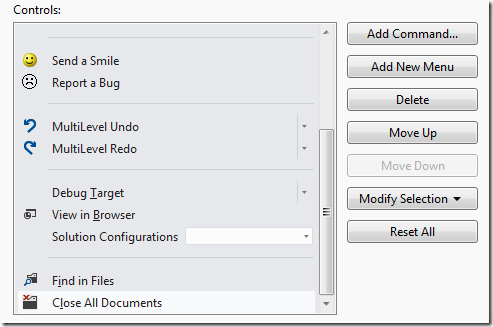 Controls:
Send a Smile
Report a Bug
MultiLevel Undo
MultiLevel Redo
Debug Target
View in Browser
Solution Configurations
Find in Files
Close All Documents
Add Command...
Add New Menu
Delete
Move Up
Move Down
Modify Selection
Reset All